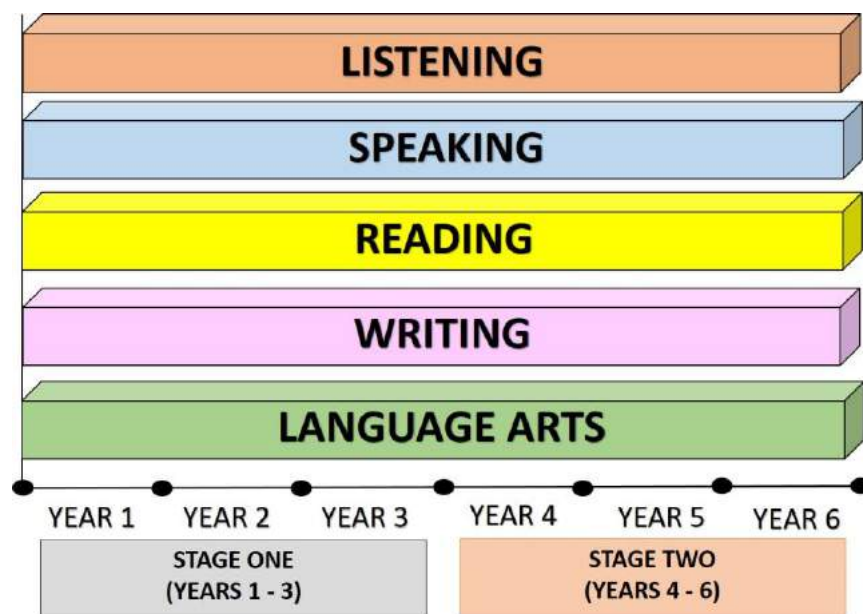 LISTENING
SPEAKING
READING
WRITING
LANGUAGE ARTS
YEAR 1 YEAR 2 YEAR 3 YEAR 4 YEAR 5 YEAR 6
STAGE ONE
(YEARS 1 - 3)
STAGE TWO
(YEARS 4 - 6)